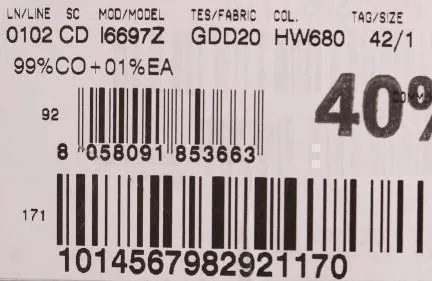 LN/LINE SC MOD/MODEL TES/FABRIC COL. TAG/SIZE
0102 CD I6697Z GDD20 HW680 42/1
99%CO+01%EA
40%
92
8 058091 853663
171
1014567982921170